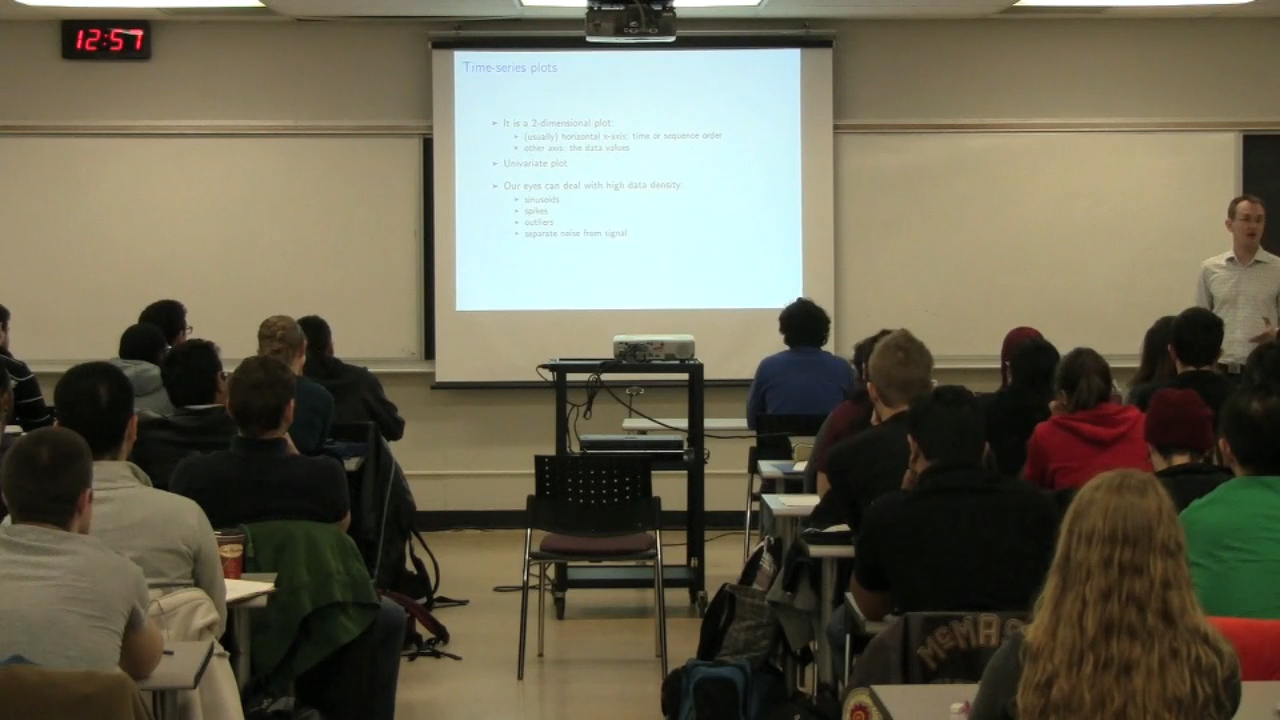 12:57
Time-series plots
➤ It is a 2-dimensional plot:
➤ (usually) horizontal x-axis: time or sequence order
➤ other axis: the data values
➤ Univariate plot
➤ Our eyes can deal with high data density:
➤ sinusoids
➤ spikes
➤ outliers
➤ separate noise from signal
McMAS